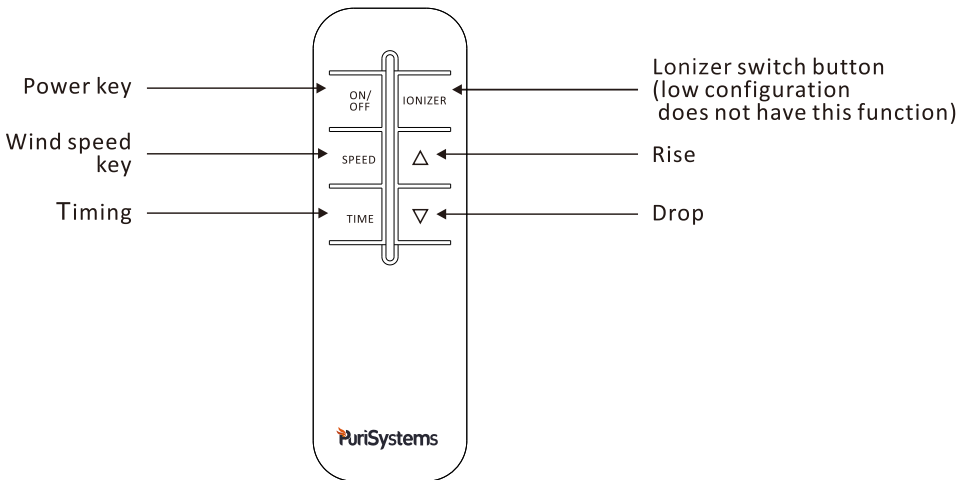 Power key
Wind speed
key
Timing
ON/
OFF
IONIZER
SPEED
TIME
Lonizer switch button
(low configuration
does not have this function)
Rise
Drop
PuriSystems